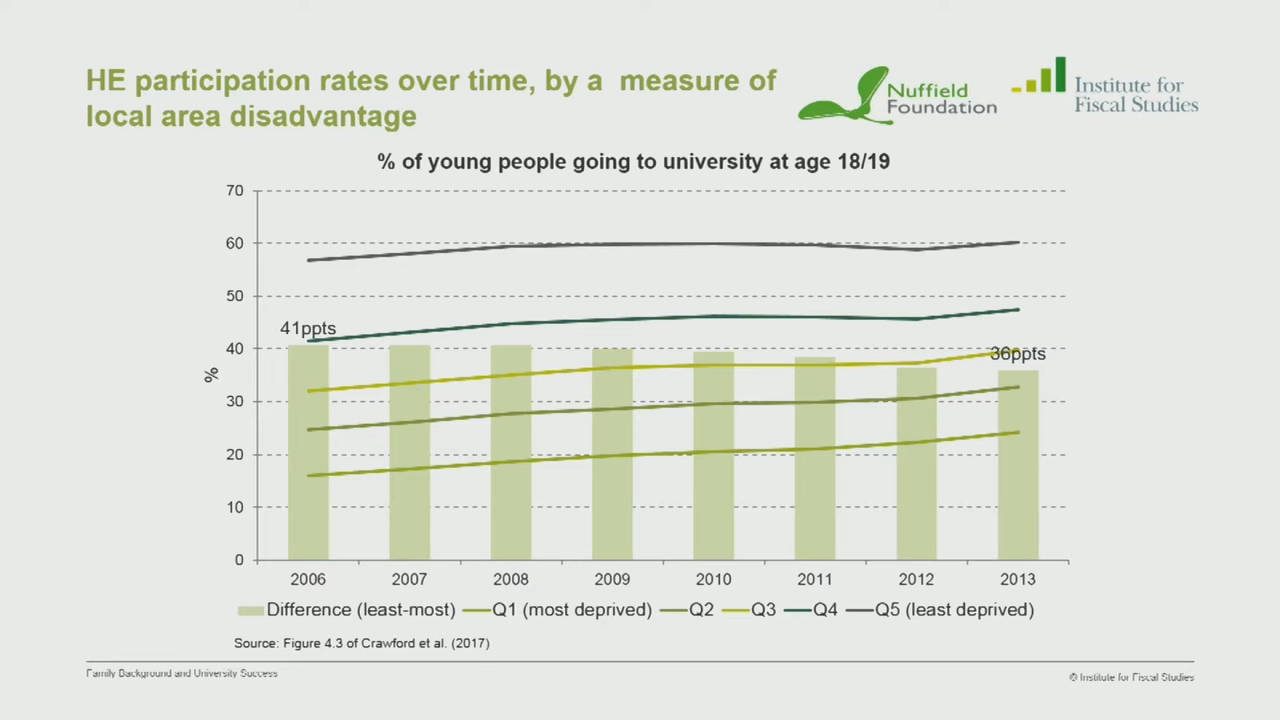 HE participation rates over time, by a measure of
local area disadvantage
Nuffield
Foundation
Institute for
Fiscal Studies
% of young people going to university at age 18/19
70
60
50
40
30
20
10
0
%
41ppts
36ppts
2006 2007 2008 2009 2010 2011 2012 2013
Difference (least-most) Q1 (most deprived) Q2 Q3 Q4 Q5 (least deprived)
Source: Figure 4.3 of Crawford et al. (2017)
Family Background and University Success
© Institute for Fiscal Studies